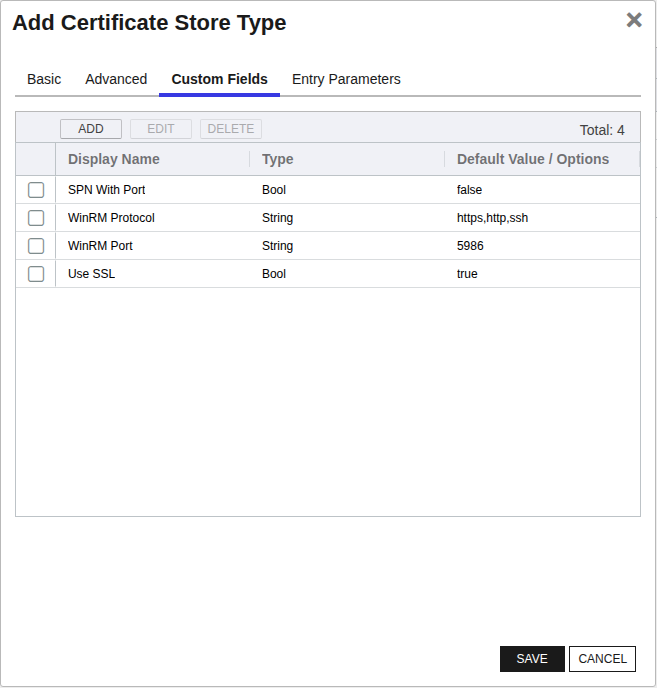 Add Certificate Store Type
Basic Advanced Custom Fields Entry Parameters
ADD EDIT DELETE Total: 4
Display Name Type Default Value / Options
SPN With Port Bool false
WinRM Protocol String https,http,ssh
WinRM Port String 5986
Use SSL Bool true
SAVE CANCEL